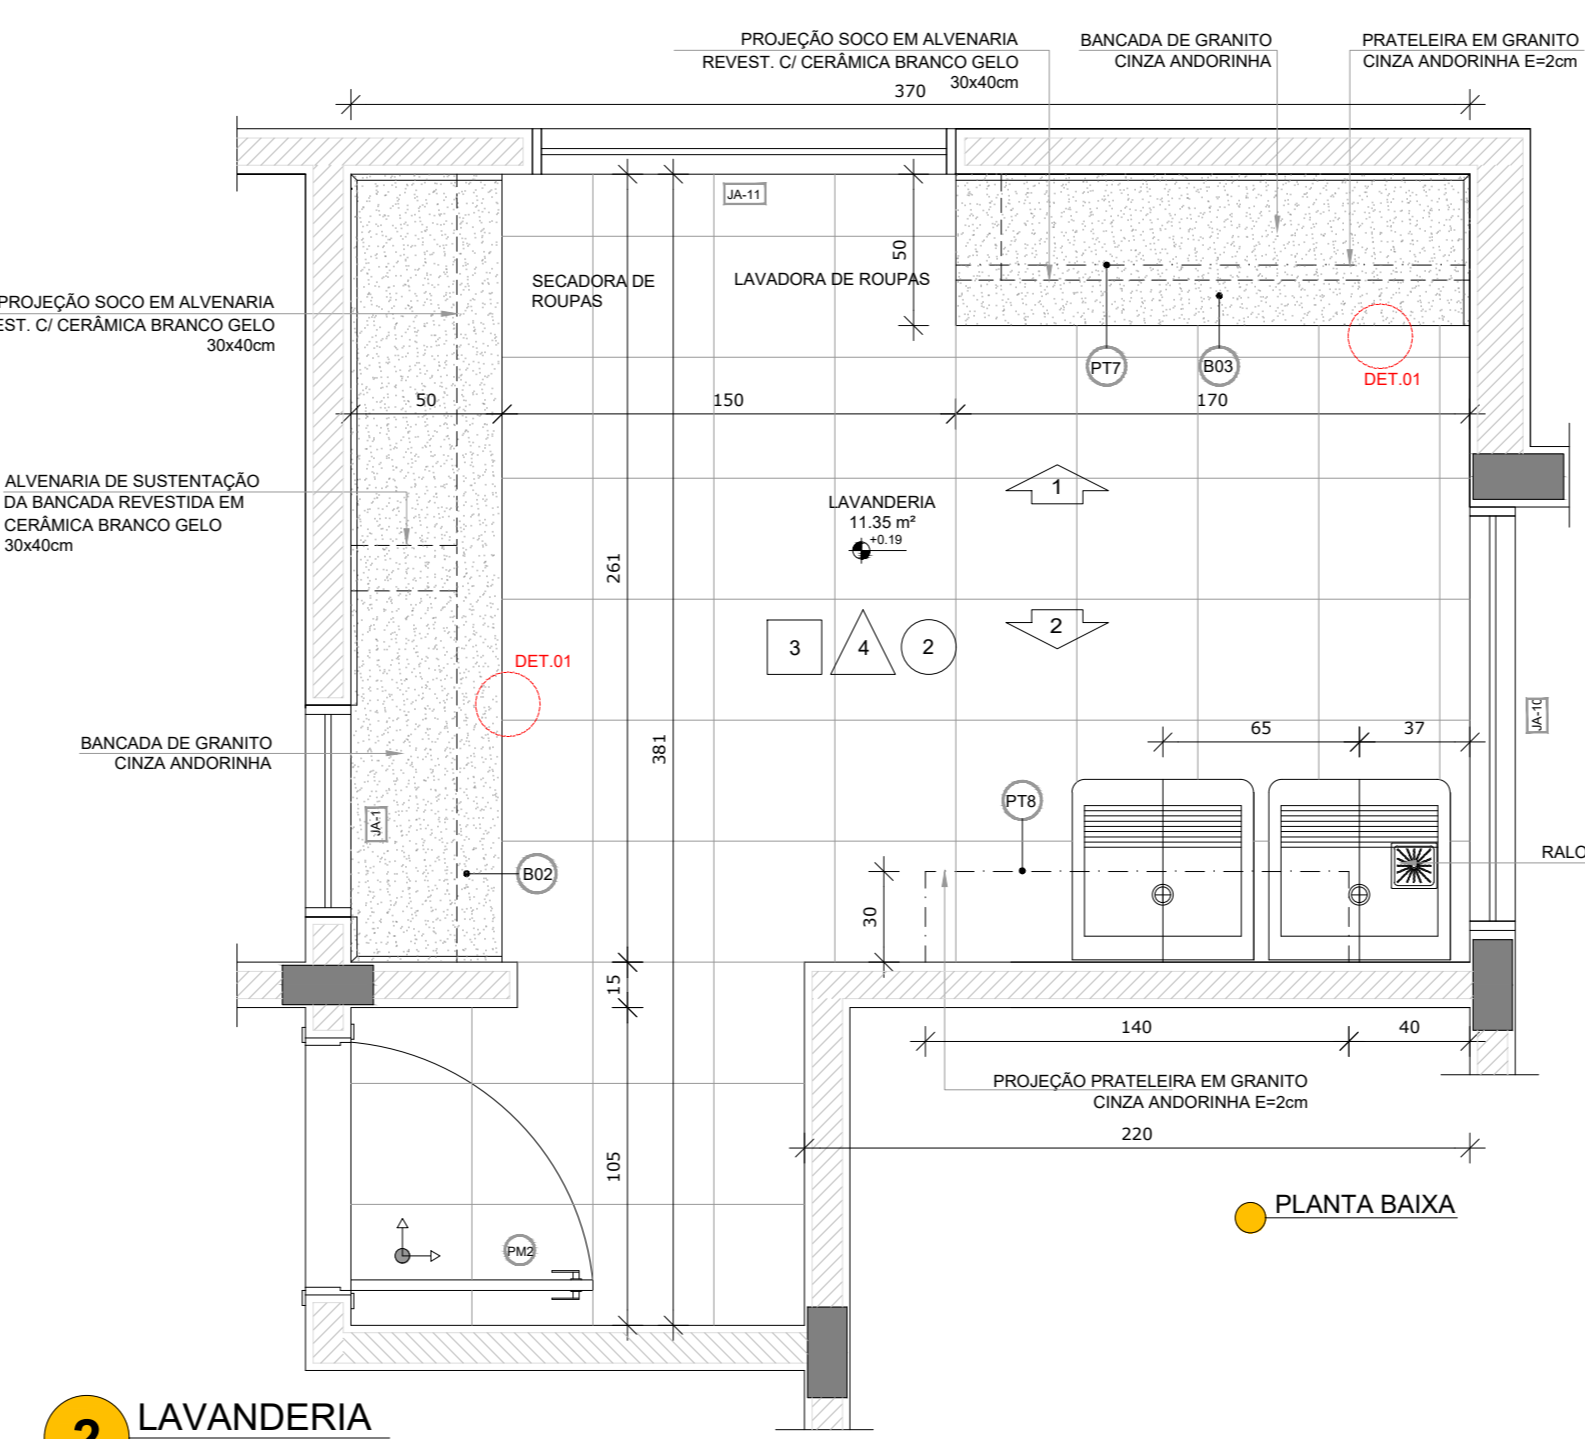 PROJEÇÃO SOCO EM ALVENARIA
REVEST. C/ CERÂMICA BRANCO GELO
30x40cm
BANCADA DE GRANITO
CINZA ANDORINHA
PRATELEIRA EM GRANITO
CINZA ANDORINHA E=2cm
370
JA-11
50
SECADORA DE
ROUPAS
LAVADORA DE ROUPAS
PROJEÇÃO SOCO EM ALVENARIA
EST. C/ CERÂMICA BRANCO GELO
30x40cm
PT7
B03
DET.01
50
150
170
ALVENARIA DE SUSTENTAÇÃO
DA BANCADA REVESTIDA EM
CERÂMICA BRANCO GELO
30x40cm
1
LAVANDERIA
11.35 m²
+0.19
261
2
3
4
2
DET.01
381
65
37
JA-10
BANCADA DE GRANITO
CINZA ANDORINHA
JA-1
PT8
RALO
B02
30
15
140
40
PROJEÇÃO PRATELEIRA EM GRANITO
CINZA ANDORINHA E=2cm
220
105
PLANTA BAIXA
PM2
2
LAVANDERIA